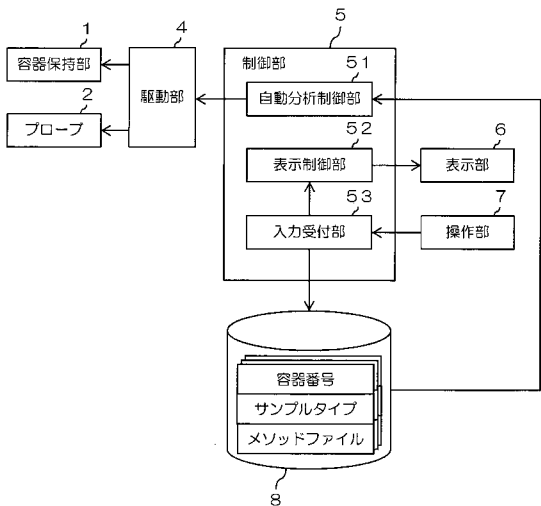 1
容器保持部
2
プローブ
4
駆動部
5
制御部
51
自動分析制御部
52
表示制御部
53
入力受付部
6
表示部
7
操作部
容器番号
サンプルタイプ
メソッドファイル
8